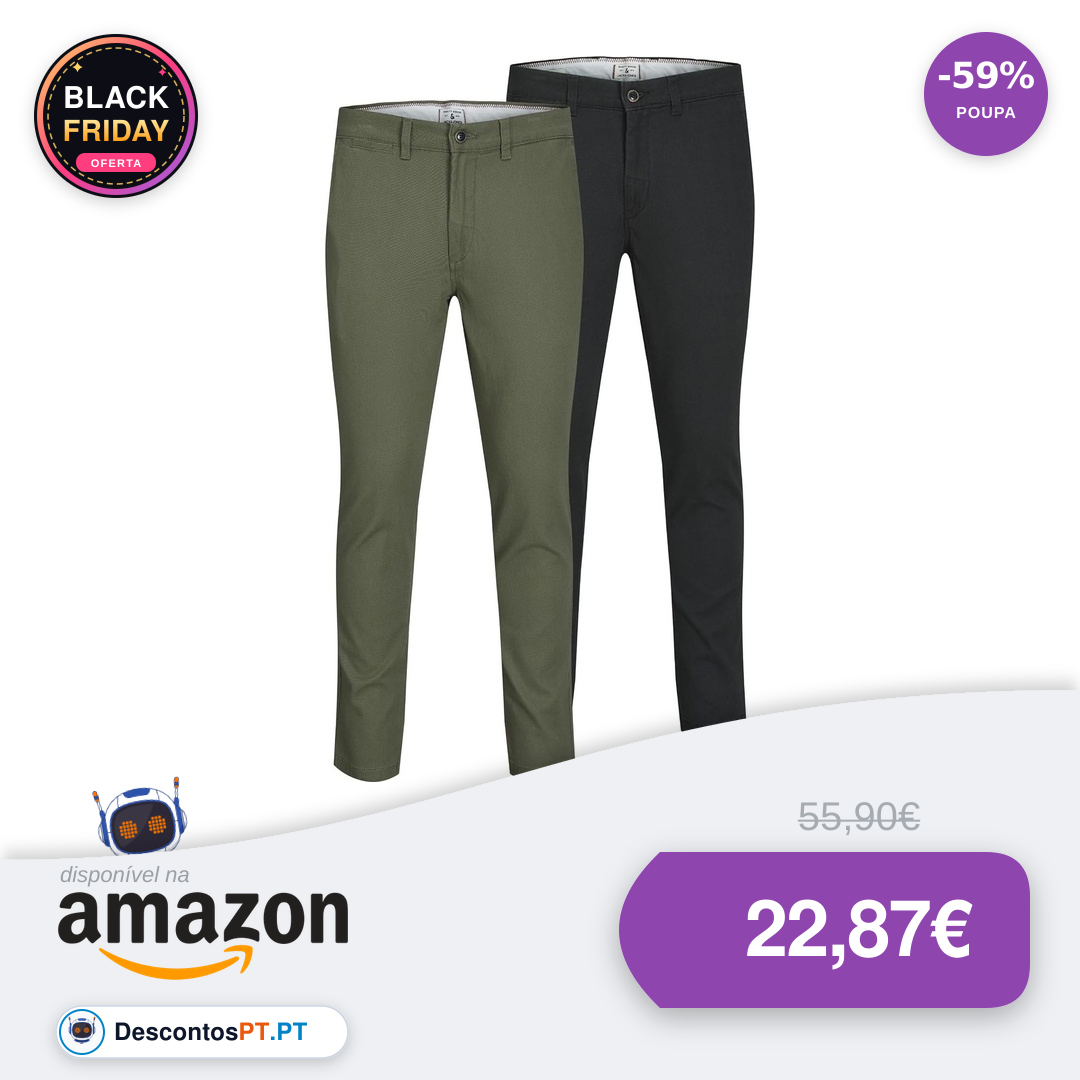 BLACK
FRIDAY
OFERTA
-59%
POUPA
&
&
55,90€
22,87€
disponível na
amazon
DescontosPT.PT